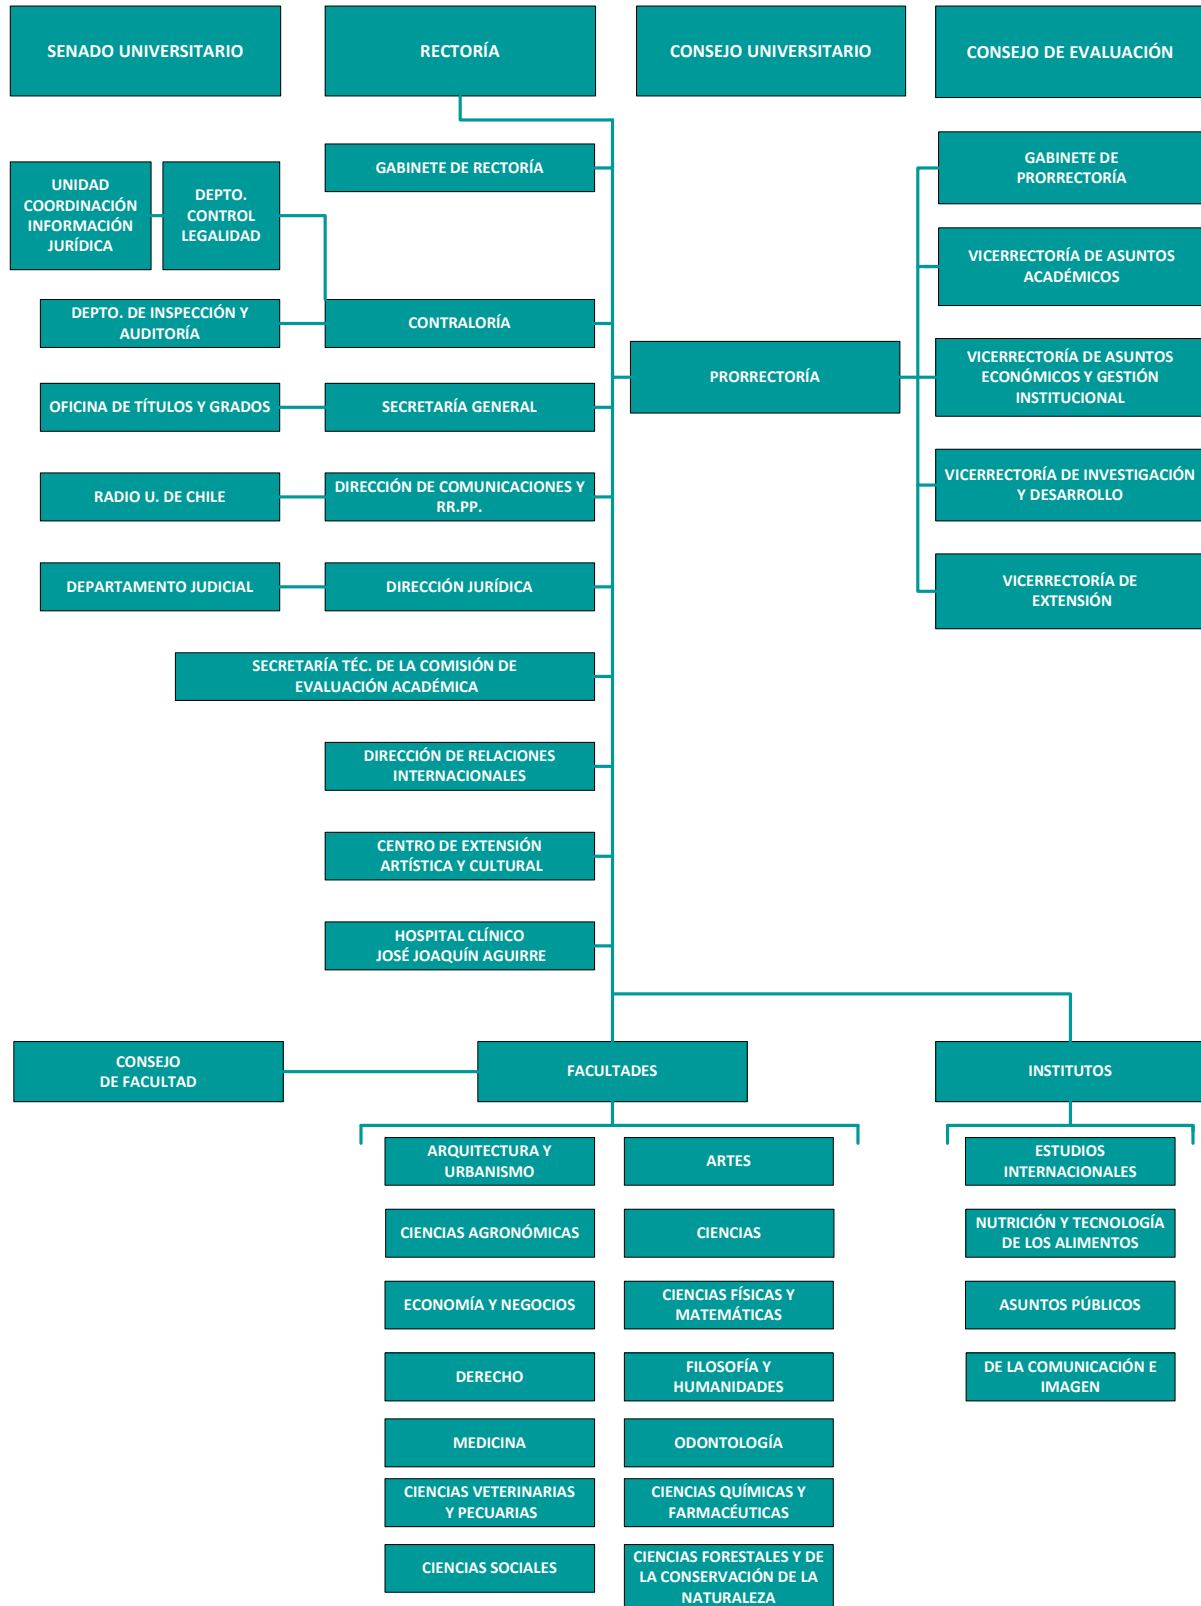 SENADO UNIVERSITARIO
RECTORÍA
CONSEJO UNIVERSITARIO
CONSEJO DE EVALUACIÓN
GABINETE DE RECTORÍA
GABINETE DE
PRORRECTORÍA
UNIDAD
COORDINACIÓN
INFORMACIÓN
JURÍDICA
DEPTO.
CONTROL
LEGALIDAD
VICERRECTORÍA DE ASUNTOS
ACADÉMICOS
DEPTO. DE INSPECCIÓN Y
AUDITORÍA
CONTRALORÍA
PRORRECTORÍA
VICERRECTORÍA DE ASUNTOS
ECONÓMICOS Y GESTIÓN
INSTITUCIONAL
OFICINA DE TÍTULOS Y GRADOS
SECRETARÍA GENERAL
RADIO U. DE CHILE
DIRECCIÓN DE COMUNICACIONES Y
RR.PP.
VICERRECTORÍA DE INVESTIGACIÓN
Y DESARROLLO
DEPARTAMENTO JUDICIAL
DIRECCIÓN JURÍDICA
VICERRECTORÍA DE
EXTENSIÓN
SECRETARÍA TÉC. DE LA COMISIÓN DE
EVALUACIÓN ACADÉMICA
DIRECCIÓN DE RELACIONES
INTERNACIONALES
CENTRO DE EXTENSIÓN
ARTÍSTICA Y CULTURAL
HOSPITAL CLÍNICO
JOSÉ JOAQUÍN AGUIRRE
CONSEJO
DE FACULTAD
FACULTADES
INSTITUTOS
ARQUITECTURA Y
URBANISMO
ARTES
ESTUDIOS
INTERNACIONALES
CIENCIAS AGRONÓMICAS
CIENCIAS
NUTRICIÓN Y TECNOLOGÍA
DE LOS ALIMENTOS
ECONOMÍA Y NEGOCIOS
CIENCIAS FÍSICAS Y
MATEMÁTICAS
ASUNTOS PÚBLICOS
DERECHO
FILOSOFÍA Y
HUMANIDADES
DE LA COMUNICACIÓN E
IMAGEN
MEDICINA
ODONTOLOGÍA
CIENCIAS VETERINARIAS
Y PECUARIAS
CIENCIAS QUÍMICAS Y
FARMACÉUTICAS
CIENCIAS SOCIALES
CIENCIAS FORESTALES Y DE
LA CONSERVACIÓN DE LA
NATURALEZA